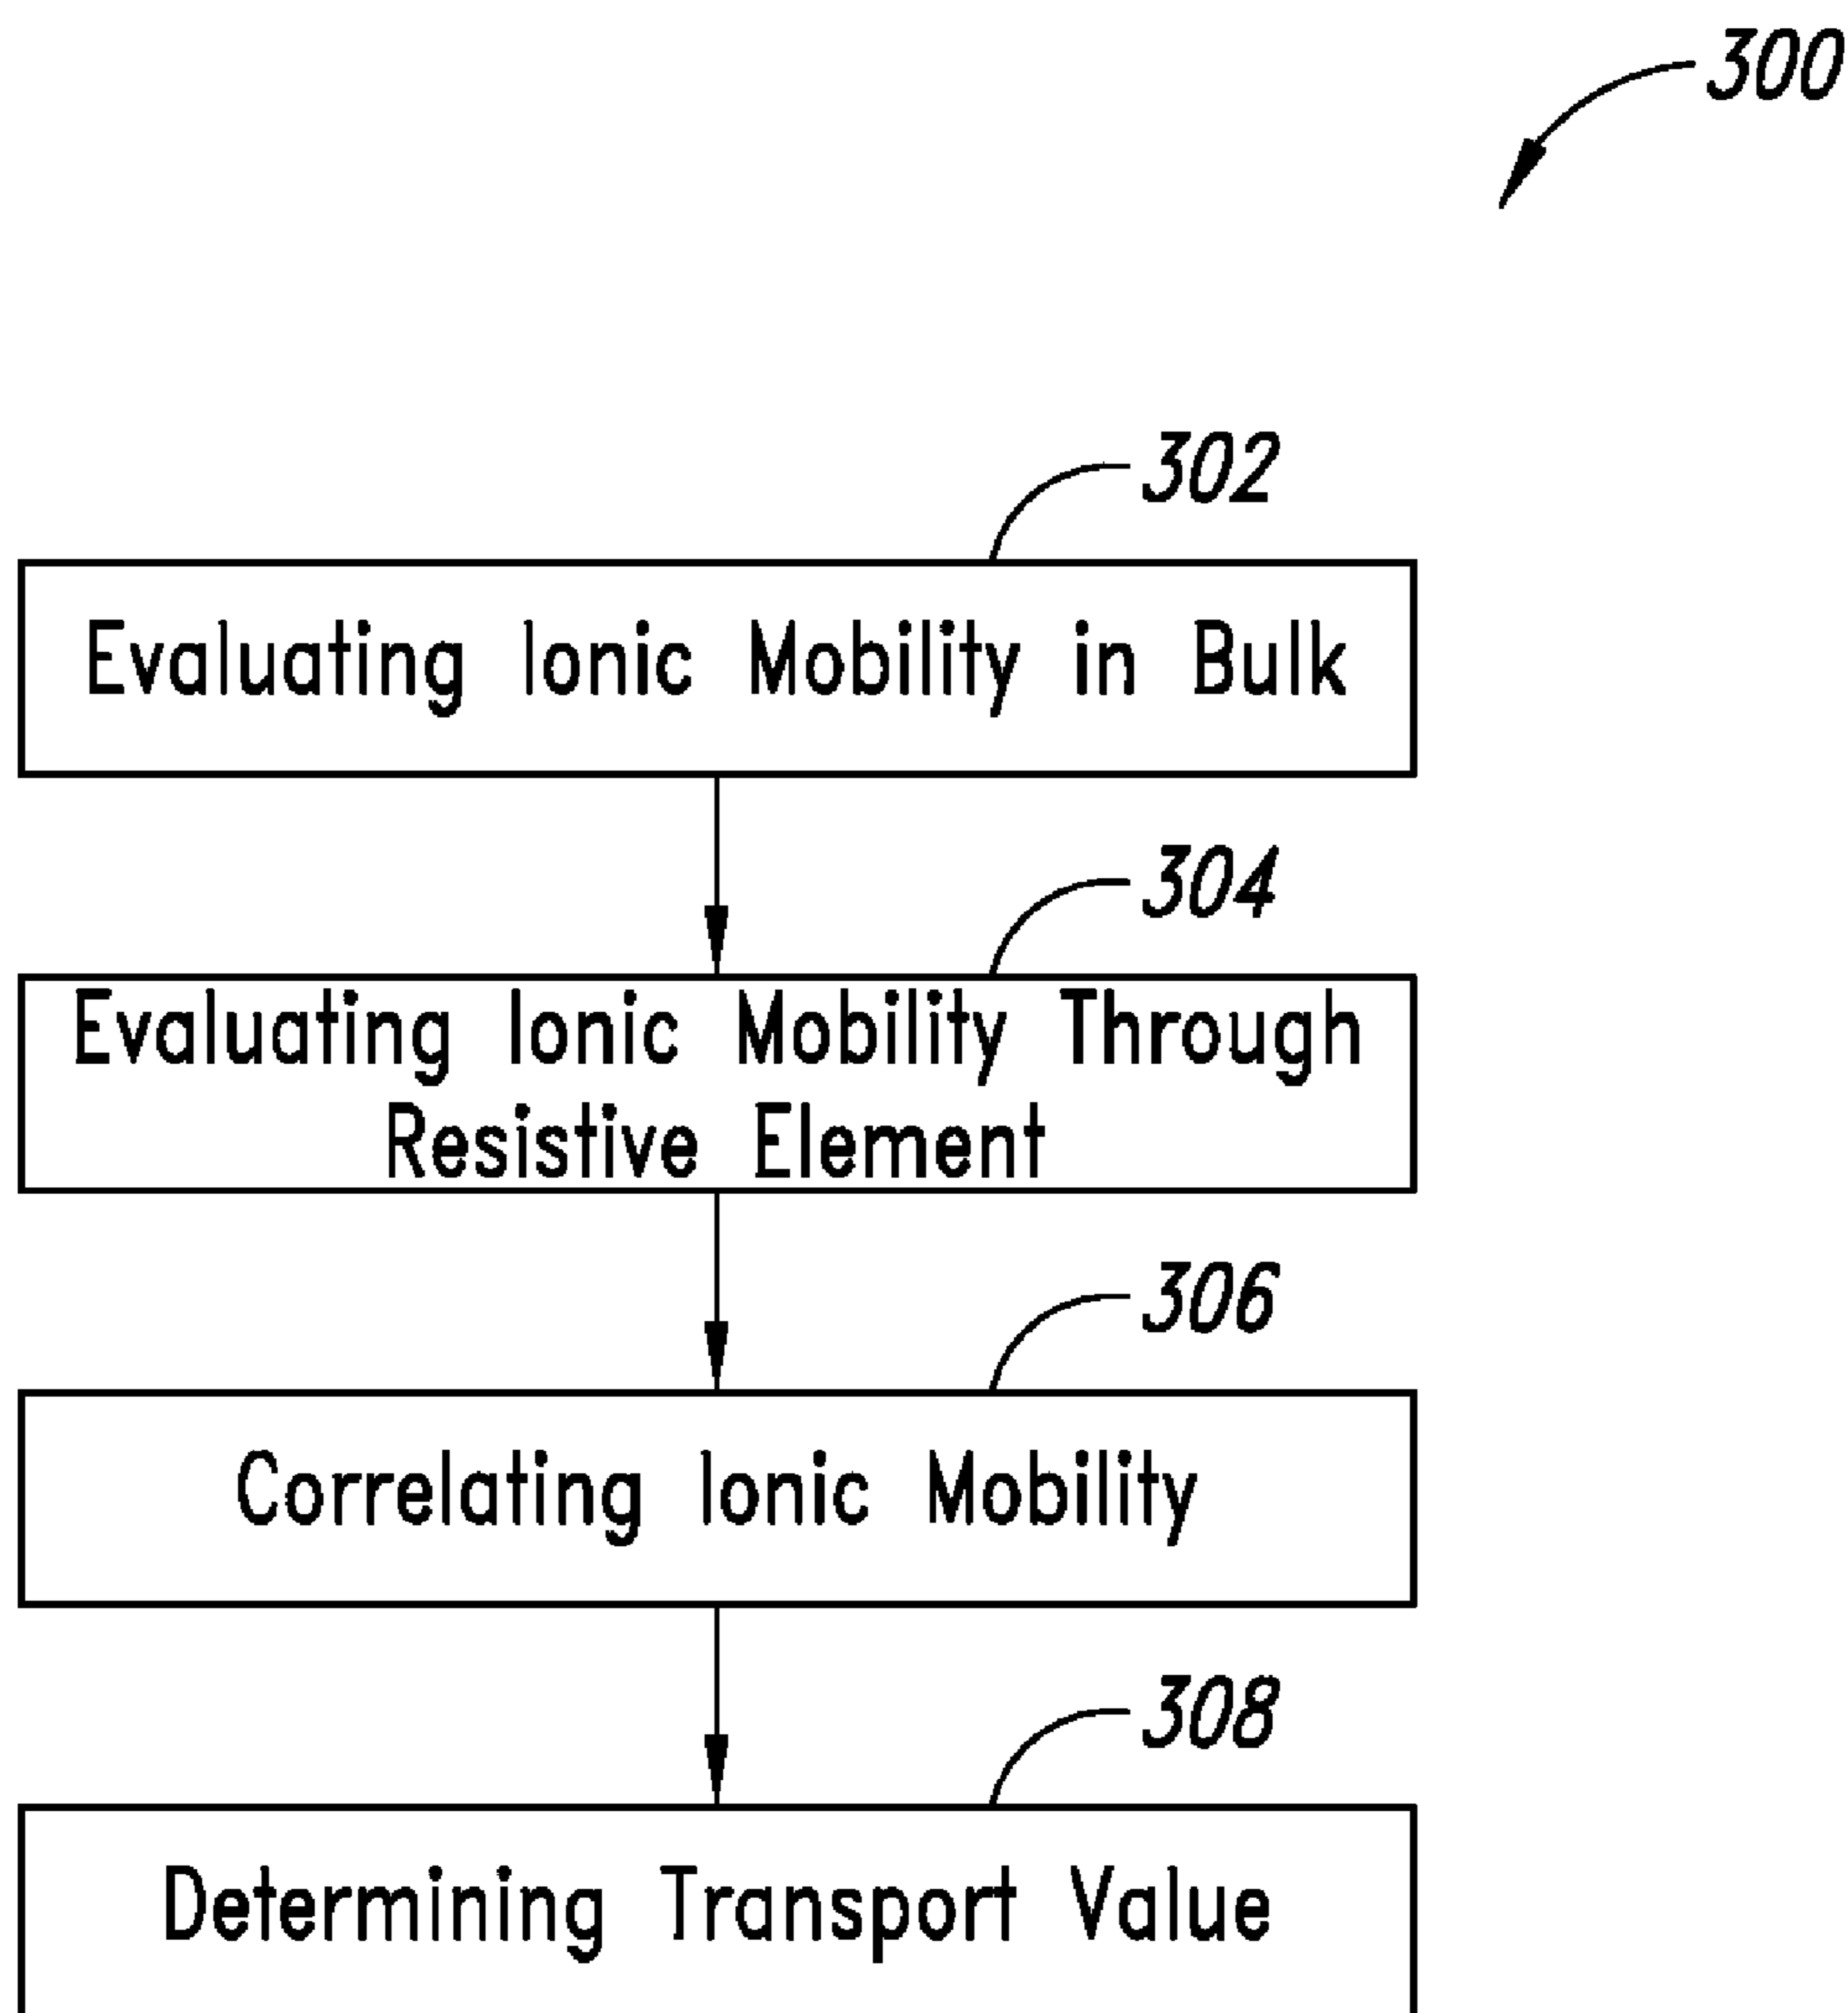 300
302
Evaluating Ionic Mobility in Bulk
304
Evaluating Ionic Mobility Through
Resistive Element
306
Correlating Ionic Mobility
308
Determining Transport Value